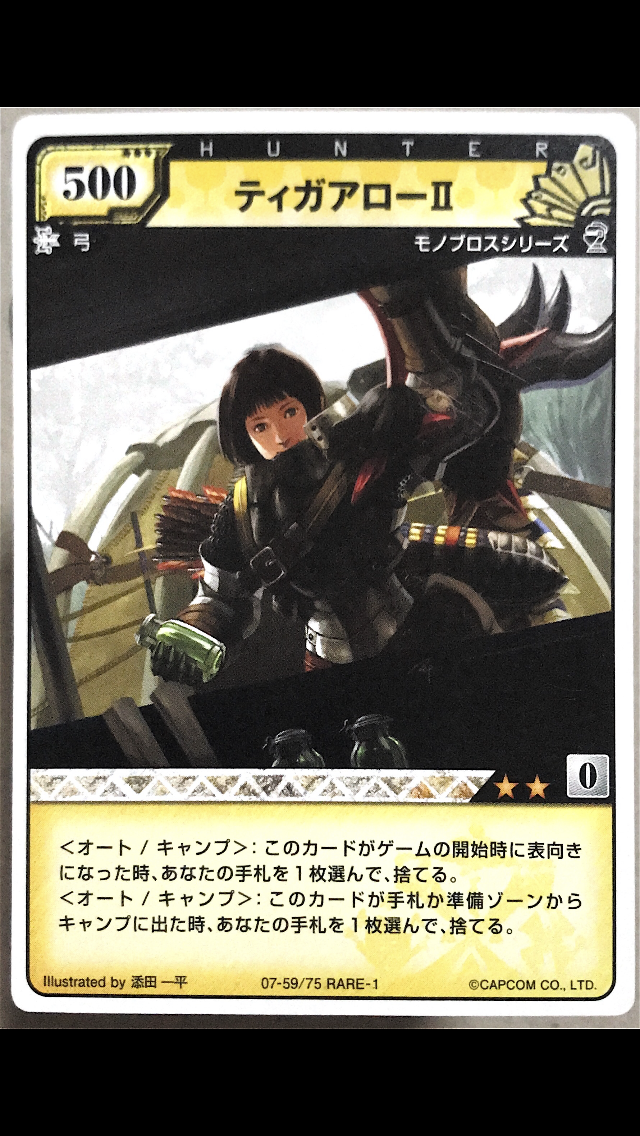 HUNTER
500
ティガアローⅡ
弓
モノブロスシリーズ
0
<オート / キャンプ>：このカードがゲームの開始時に表向き
になった時、あなたの手札を1枚選んで、捨てる。
<オート / キャンプ>：このカードが手札か準備ゾーンから
キャンプに出た時、あなたの手札を1枚選んで、捨てる。
Illustrated by 添田 一平
07-59/75 RARE-1
©CAPCOM CO., LTD.